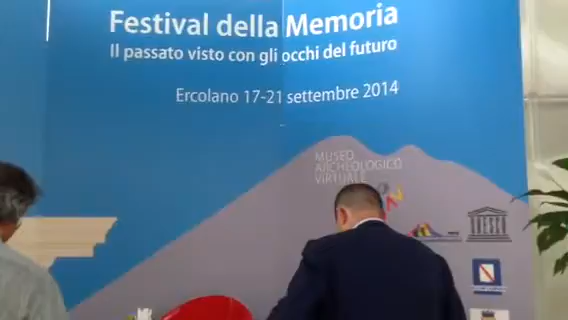 Festival della Memoria
Il passato visto con gli occhi del futuro
Ercolano 17-21 settembre 2014
MUSEO
ARCHEOLOGICO
VIRTUALE